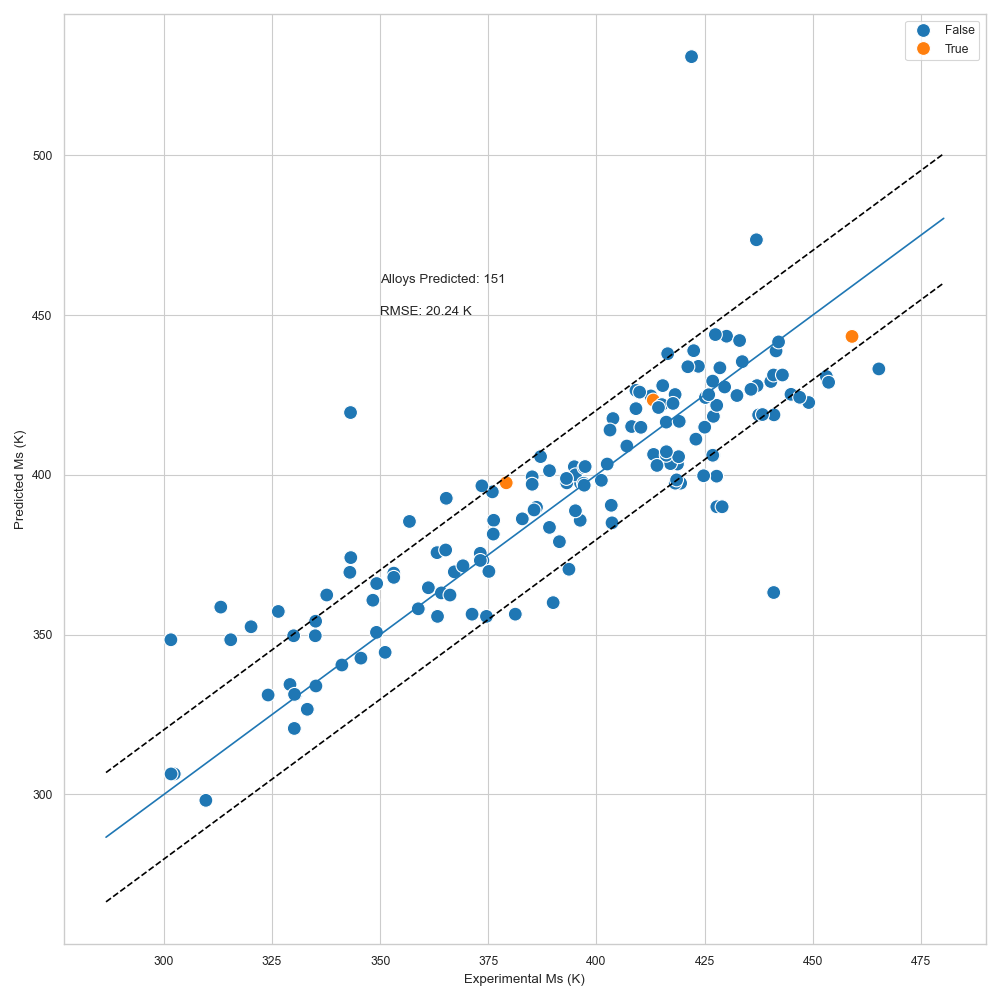 False
True
500
450
400
350
300
Alloys Predicted: 151
RMSE: 20.24 K
Predicted Ms (K)
300
325
350
375
400
425
450
475
Experimental Ms (K)